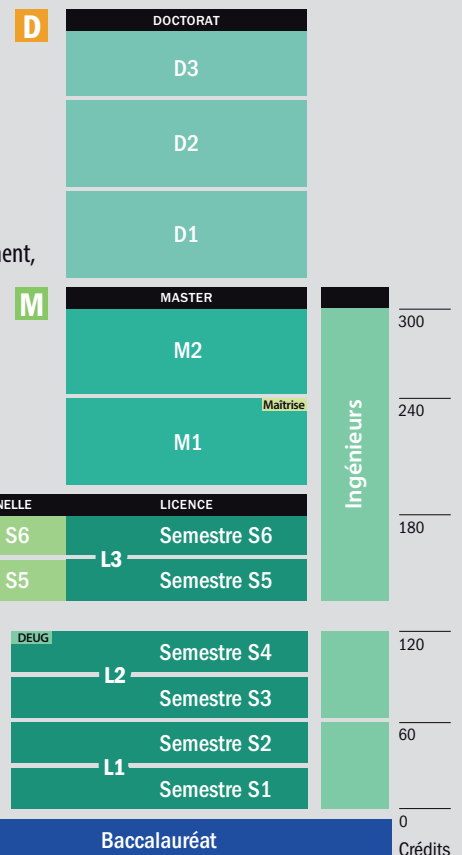 D
DOCTORAT
D3
D2
D1
ment,
M
MASTER
M2
Maîtrise
M1
Ingénieurs
300
240
180
NELLE
LICENCE
S6
Semestre S6
L3
S5
Semestre S5
DEUG
Semestre S4
L2
Semestre S3
Semestre S2
L1
Semestre S1
120
60
0
Baccalauréat
Crédits